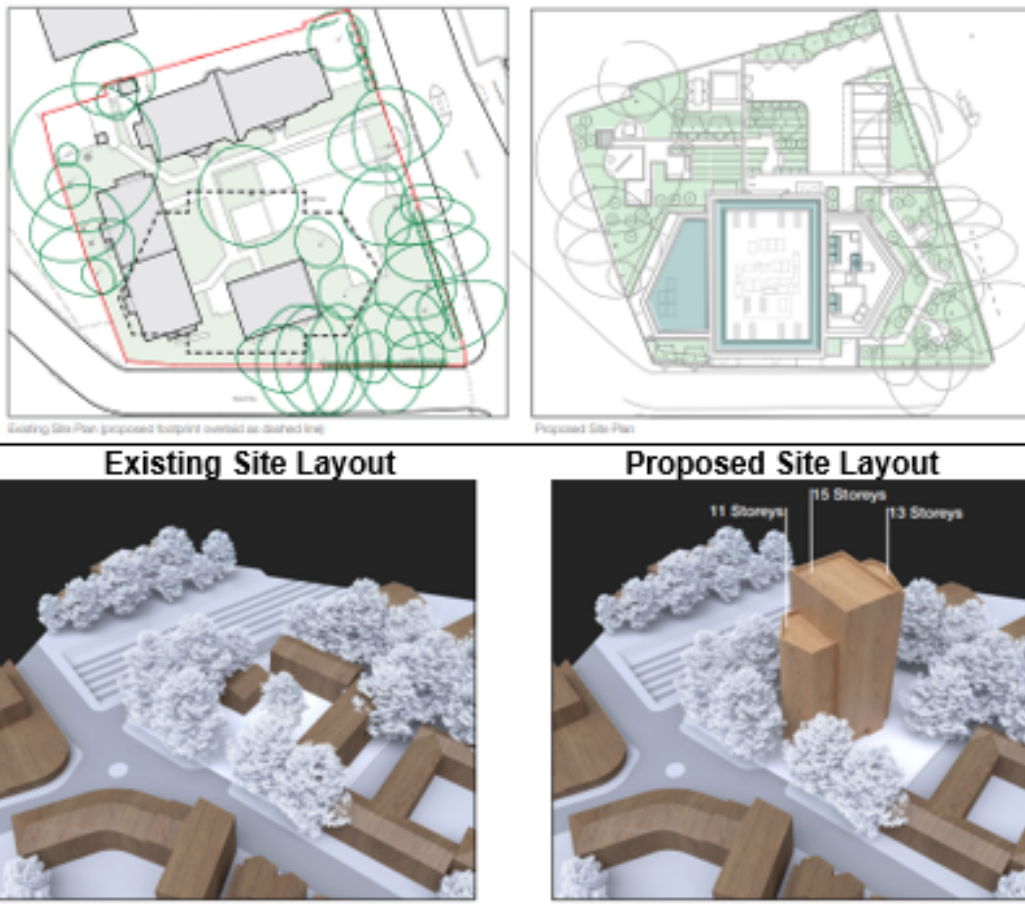 Existing Site Plan (proposed footprint overlaid as dashed line)
Proposed Site Plan
Existing Site Layout
Proposed Site Layout
15 Storeys
11 Storeys
13 Storeys